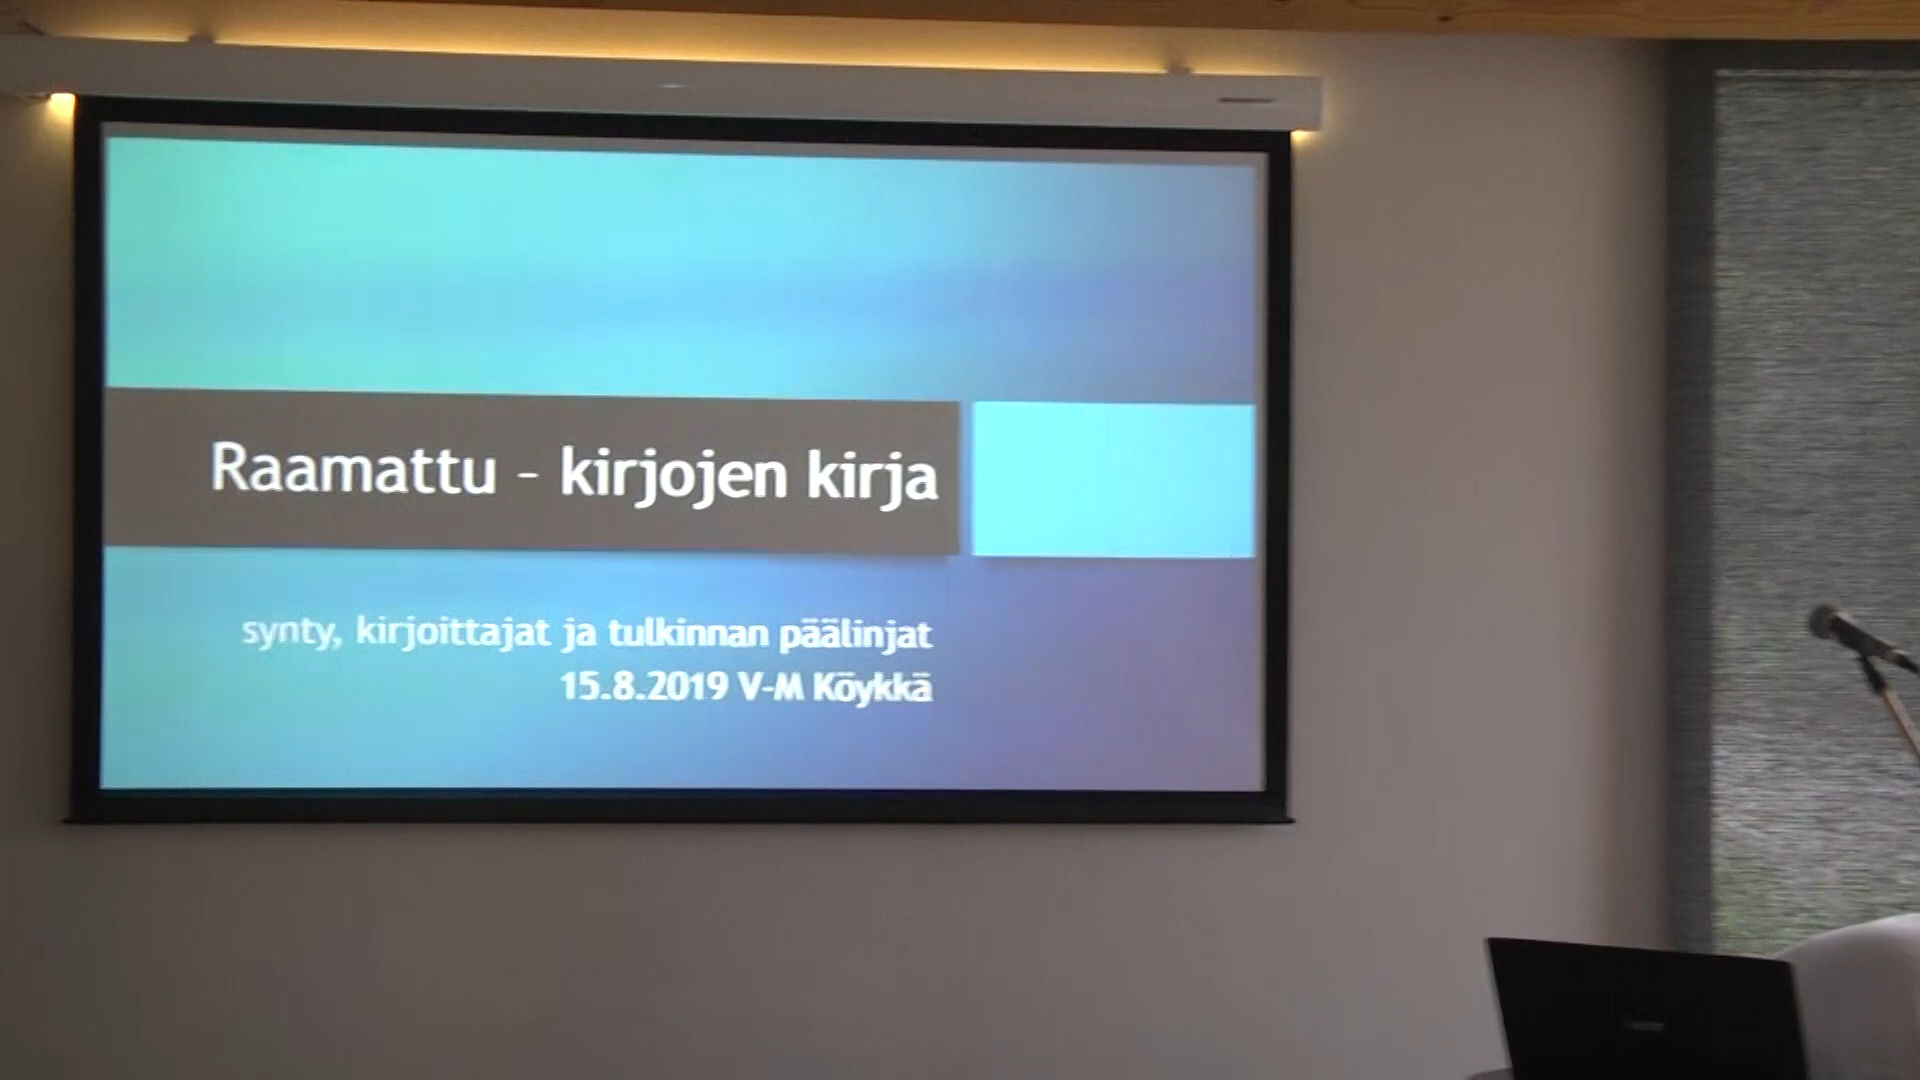 Raamattu - kirjojen kirja
synty, kirjoittajat ja tulkinnan päälinjat
15.8.2019 V-M Köykkä